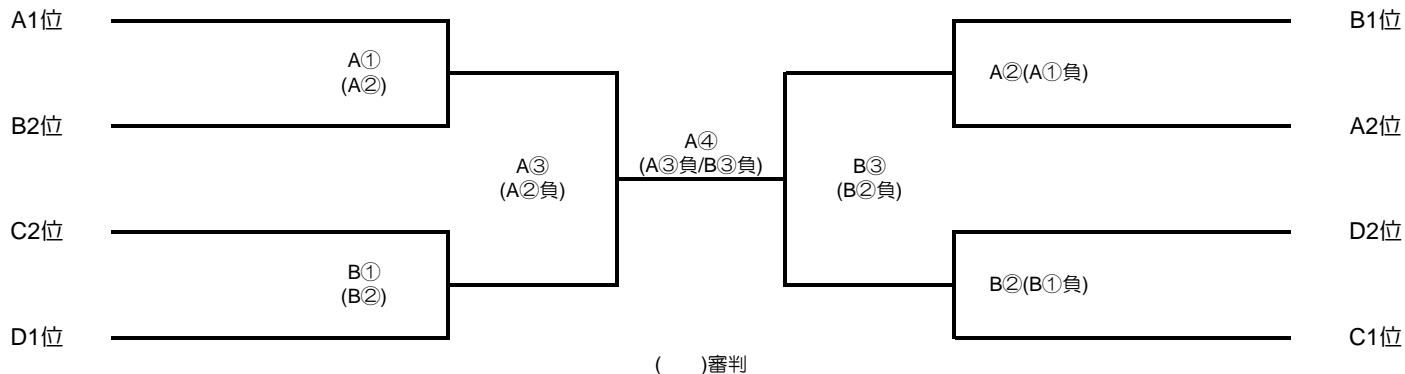 A1位
B1位
A①
(A②)
A②(A①負)
B2位
A2位
A④
(A③負/B③負)
A③
(A②負)
B③
(B②負)
C2位
D2位
B①
(B②)
B②(B①負)
D1位
C1位
(　　)審判